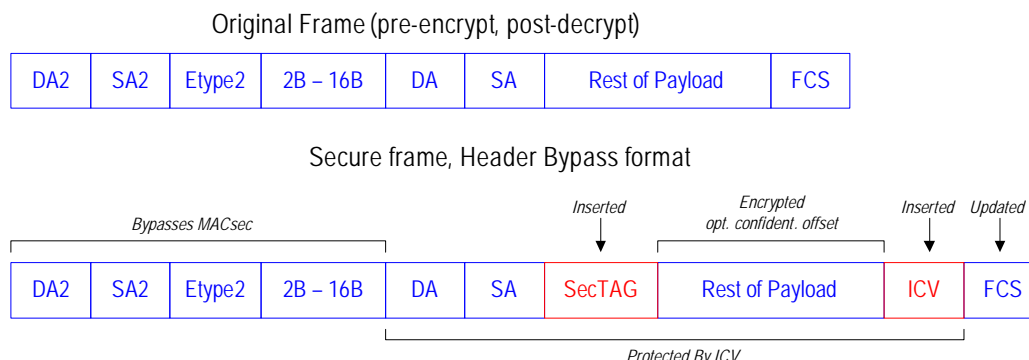 Original Frame (pre-encrypt, post-decrypt)
DA2 SA2 Etype2 2B – 16B DA SA Rest of Payload FCS
Secure frame, Header Bypass format
Bypasses MACsec Inserted Encrypted Inserted Updated
opt. confident. offset
DA2 SA2 Etype2 2B – 16B DA SA SecTAG Rest of Payload ICV FCS
Protected By ICV